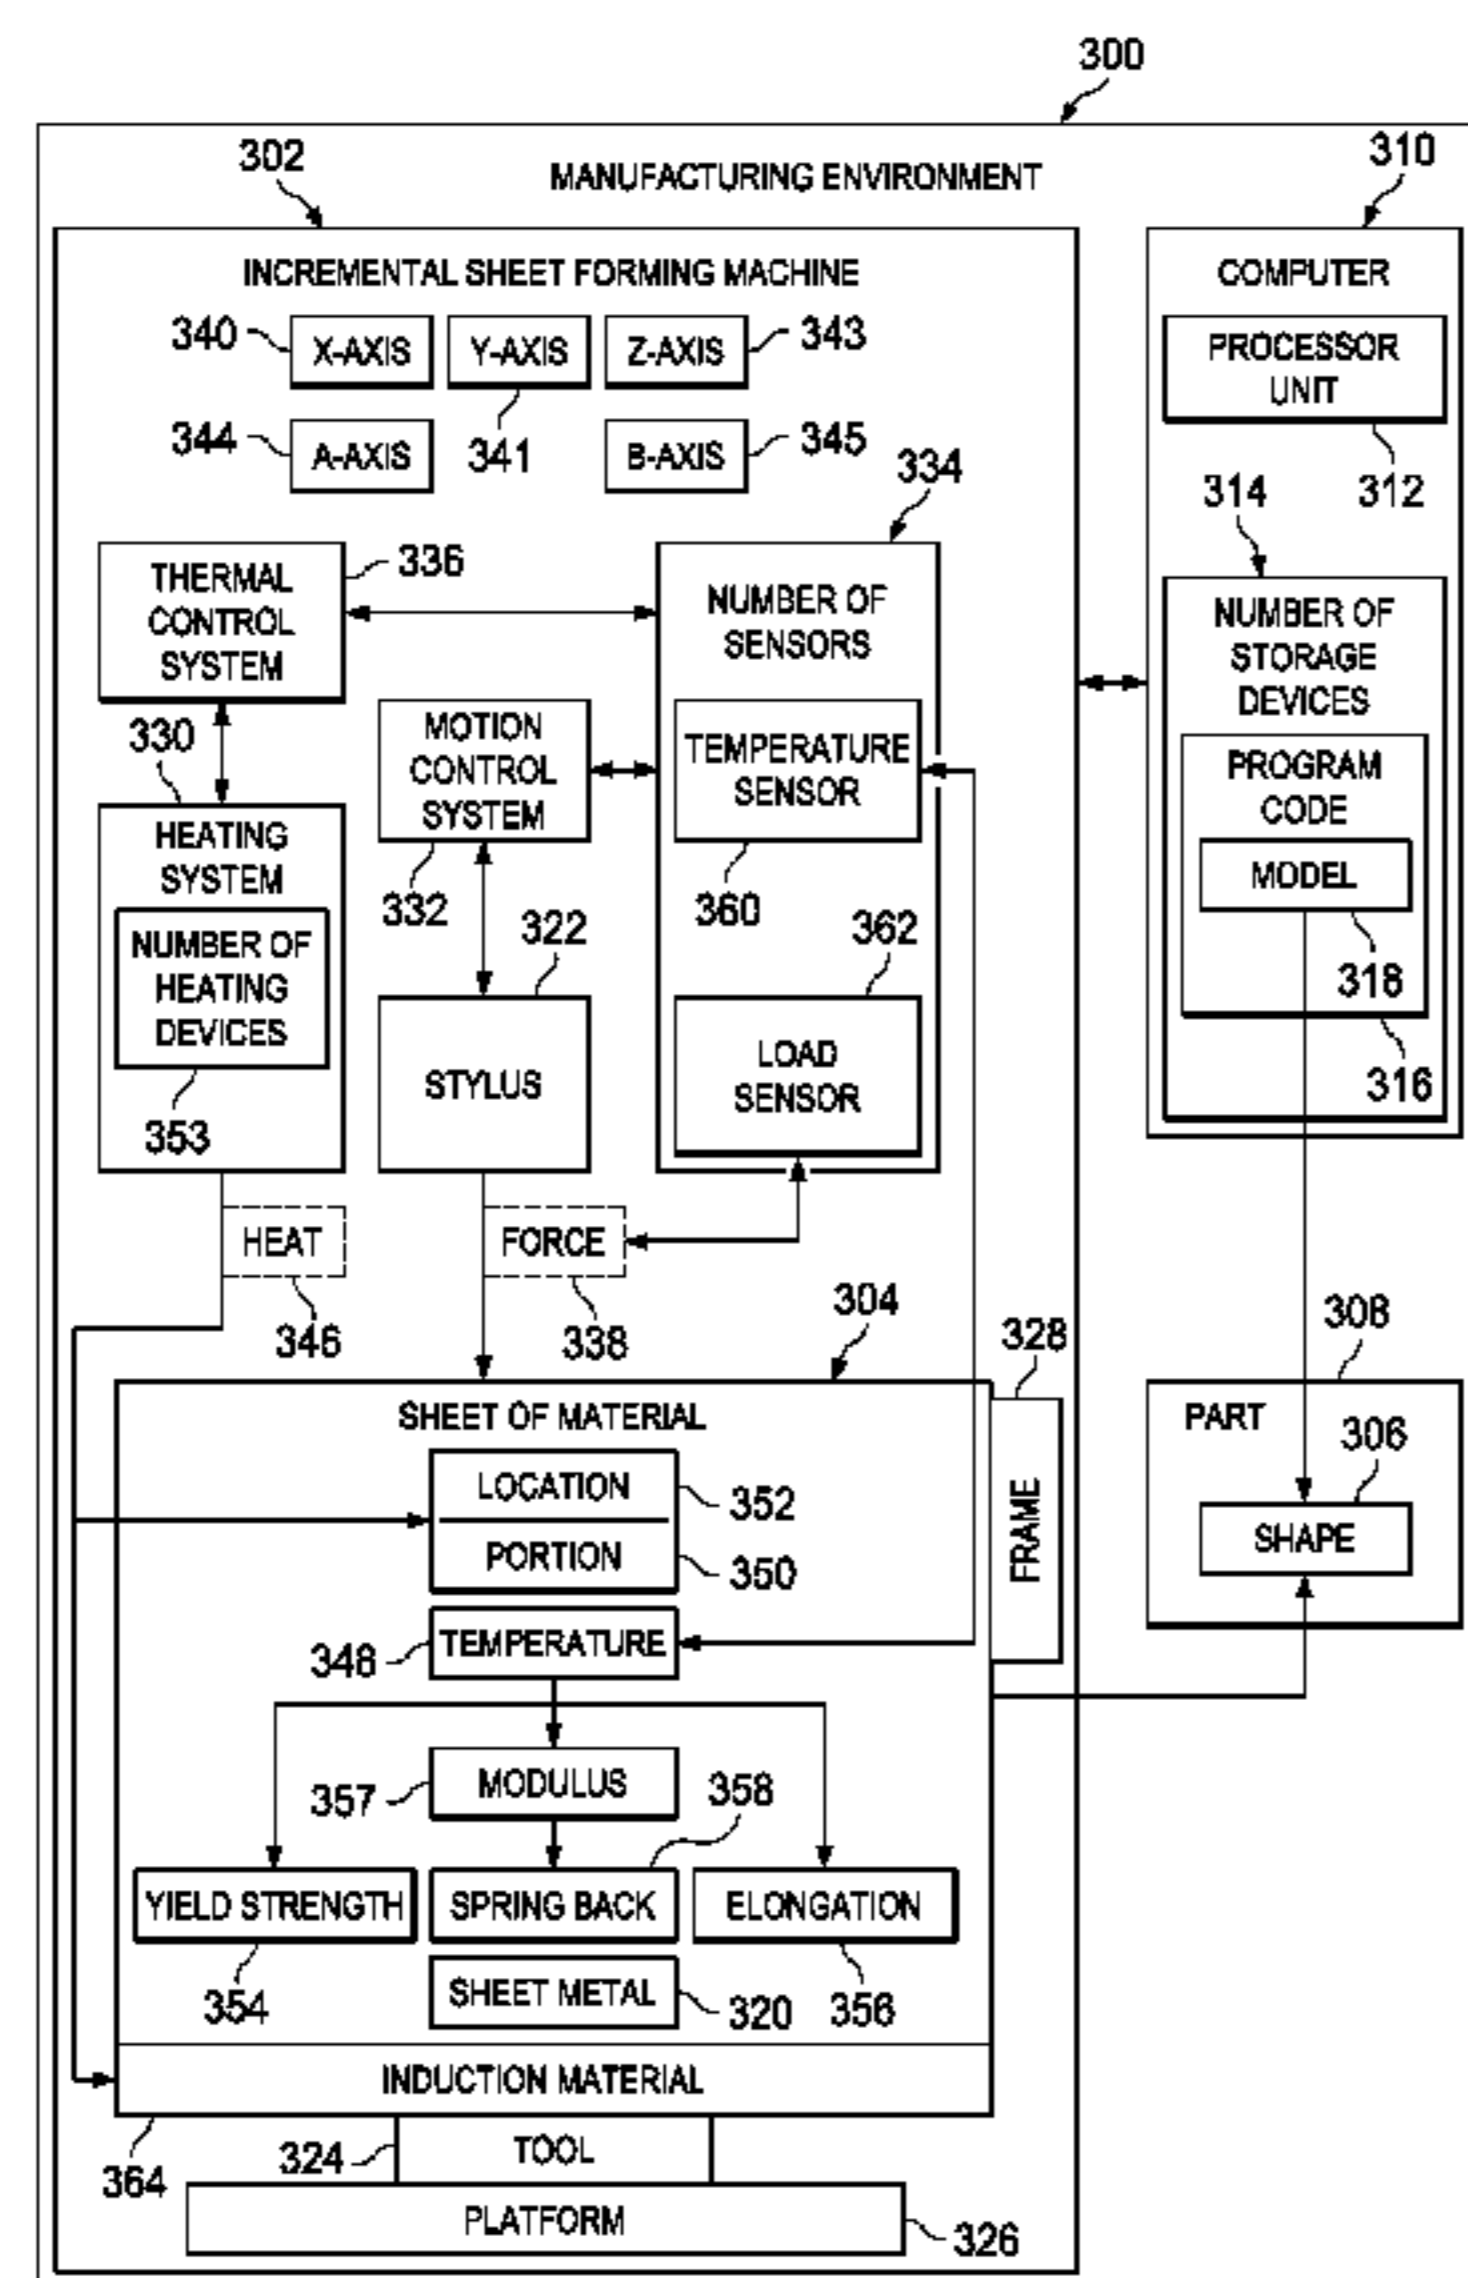 300
302
MANUFACTURING ENVIRONMENT
310
INCREMENTAL SHEET FORMING MACHINE
COMPUTER
340
X-AXIS
Y-AXIS
Z-AXIS
343
PROCESSOR
UNIT
344
A-AXIS
341
B-AXIS
345
334
314
312
THERMAL
CONTROL
SYSTEM
336
NUMBER OF
SENSORS
NUMBER OF
STORAGE
DEVICES
330
MOTION
CONTROL
SYSTEM
TEMPERATURE
SENSOR
PROGRAM
CODE
HEATING
SYSTEM
332
360
MODEL
NUMBER OF
HEATING
DEVICES
322
362
318
STYLUS
LOAD
SENSOR
316
353
HEAT
FORCE
346
338
304
328
308
SHEET OF MATERIAL
PART
306
LOCATION
352
FRAME
SHAPE
PORTION
350
348
TEMPERATURE
357
MODULUS
358
YIELD STRENGTH
SPRING BACK
ELONGATION
354
SHEET METAL
320
356
INDUCTION MATERIAL
364
324
TOOL
PLATFORM
326